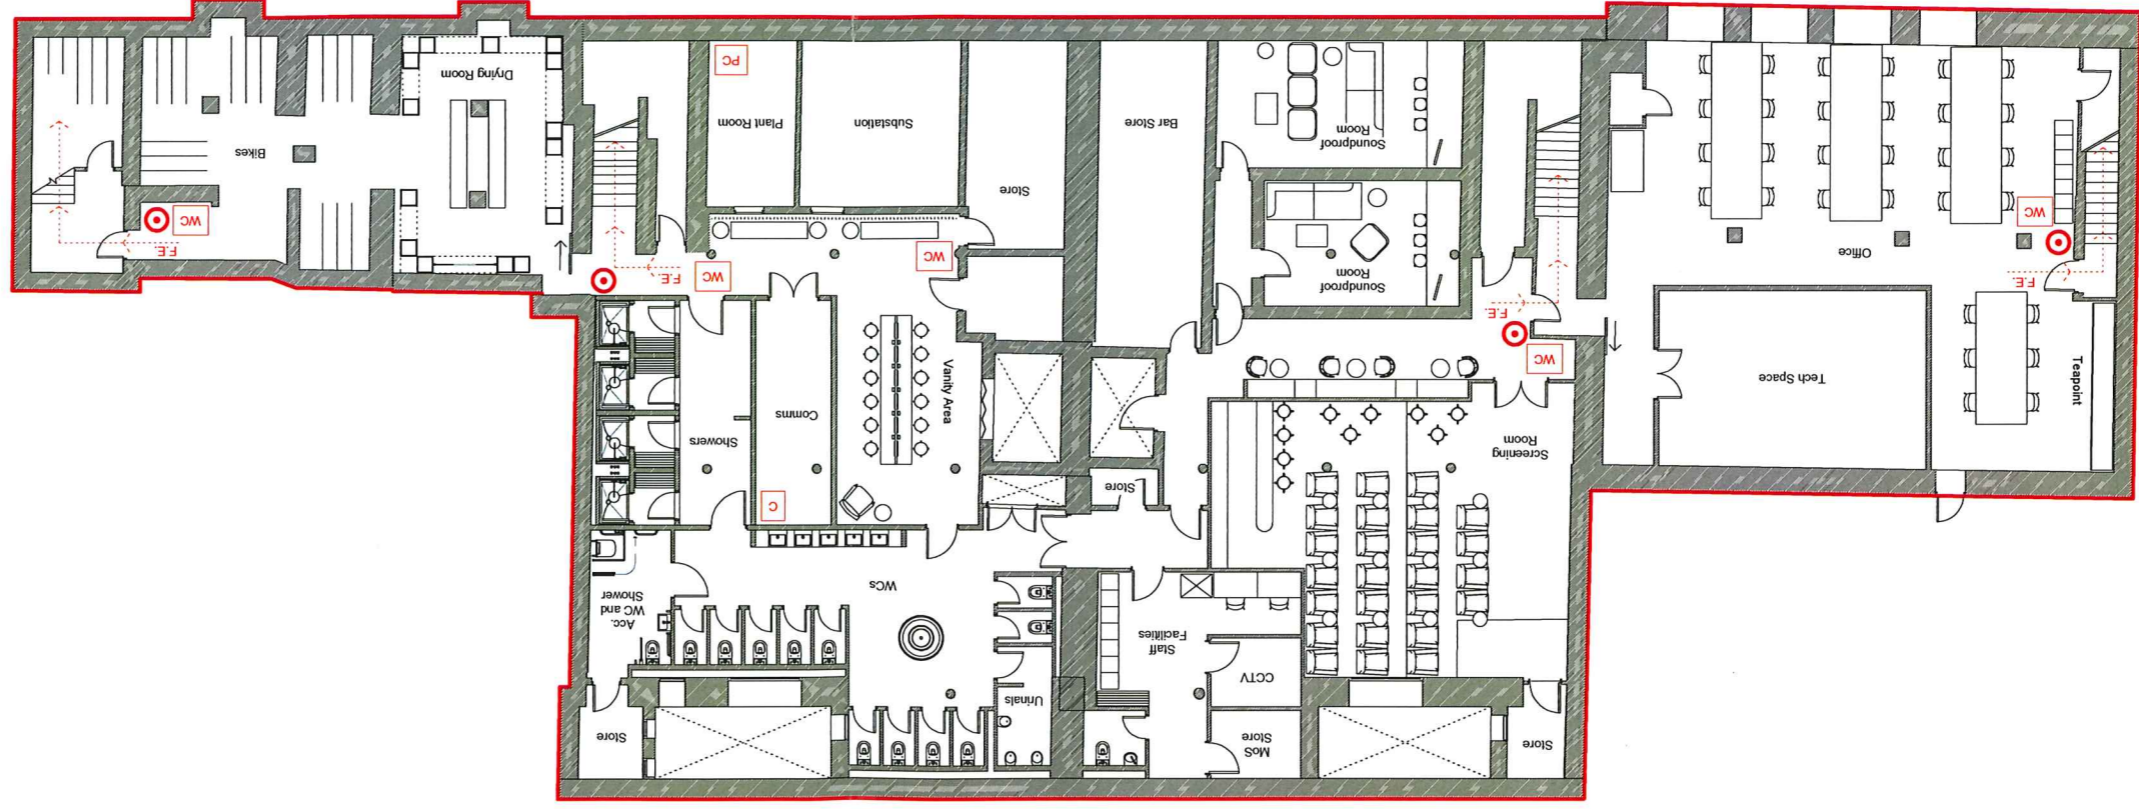 PC
Drying Room
Plant Room
Substation
Bar Store
Soundproof
Room
Bikes
Store
WC
F.E.
WC
F.E.
WC
Soundproof
Room
F.E.
WC
WC
Office
F.E.
Showers
Comms
Vanity Area
Screening
Room
Tech Space
Teapoint
C
Store
Acc.
WC and
Shower
WCs
Staff
Facilities
CCTV
Urinals
Store
MoS
Store
Store